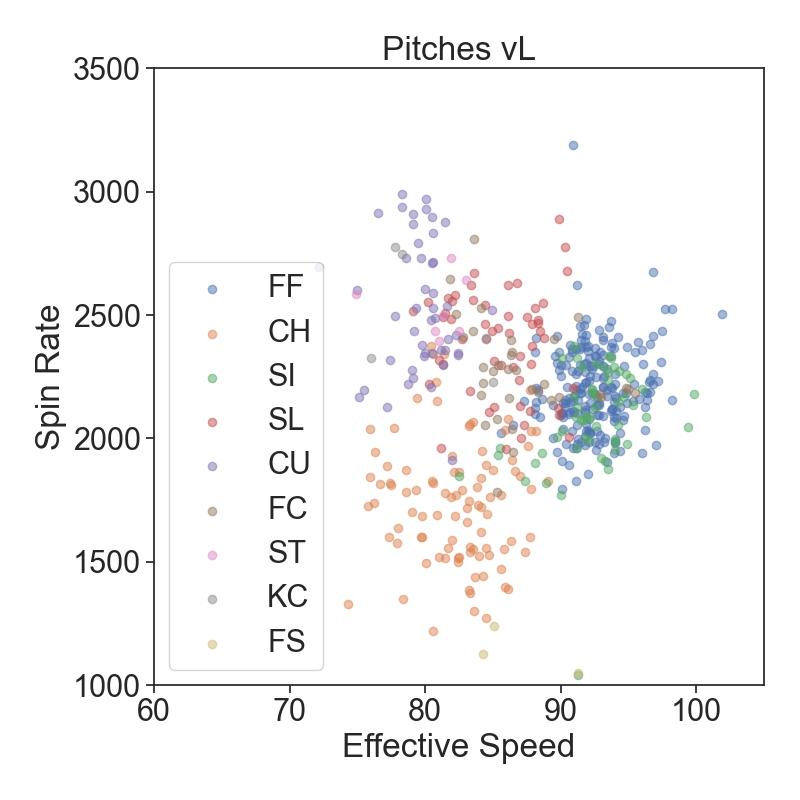 Pitches vL
3500
3000
2500
2000
1500
1000
Spin Rate
FF
CH
SI
SL
CU
FC
ST
KC
FS
60 70 80 90 100
Effective Speed